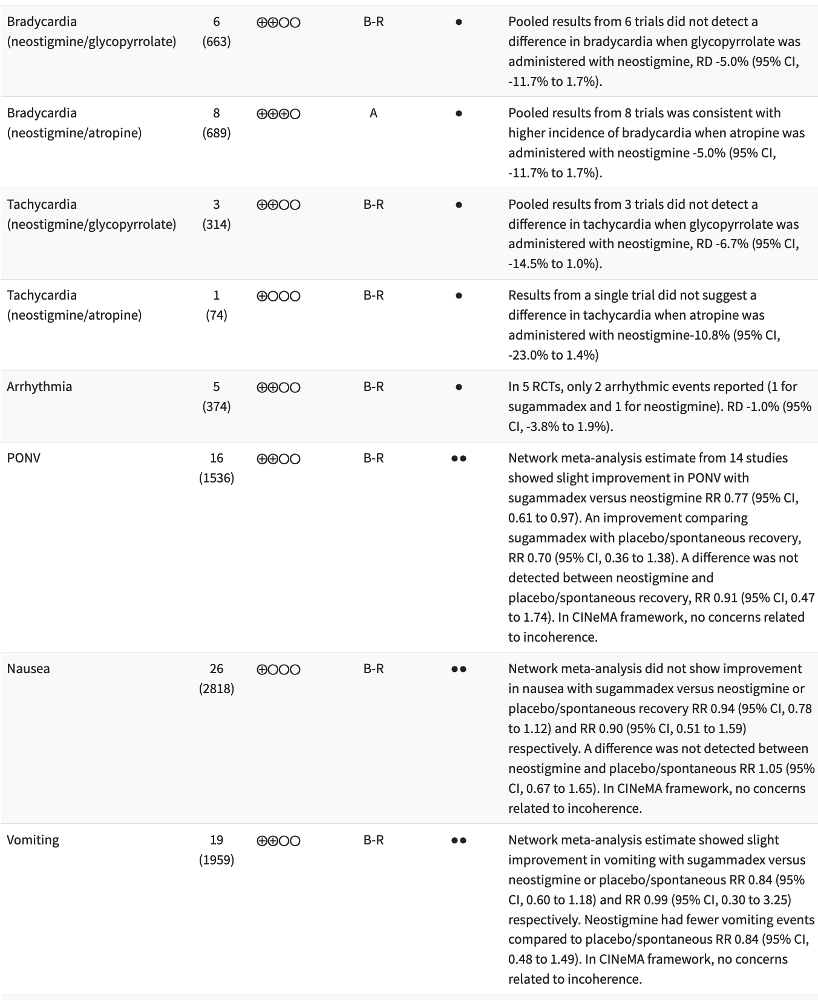 Bradycardia 6 ⊕⊕○○ B-R ● Pooled results from 6 trials did not detect a
(neostigmine/glycopyrrolate) (663) difference in bradycardia when glycopyrrolate was
administered with neostigmine, RD -5.0% (95% CI,
-11.7% to 1.7%).
Bradycardia 8 ⊕⊕⊕○ A ● Pooled results from 8 trials was consistent with
(neostigmine/atropine) (689) higher incidence of bradycardia when atropine was
administered with neostigmine -5.0% (95% CI,
-11.7% to 1.7%).
Tachycardia 3 ⊕⊕○○ B-R ● Pooled results from 3 trials did not detect a
(neostigmine/glycopyrrolate) (314) difference in tachycardia when glycopyrrolate was
administered with neostigmine, RD -6.7% (95% CI,
-14.5% to 1.0%).
Tachycardia 1 ⊕○○○ B-R ● Results from a single trial did not suggest a
(neostigmine/atropine) (74) difference in tachycardia when atropine was
administered with neostigmine-10.8% (95% CI,
-23.0% to 1.4%)
Arrhythmia 5 ⊕⊕○○ B-R ● In 5 RCTs, only 2 arrhythmic events reported (1 for
(374) sugammadex and 1 for neostigmine). RD -1.0% (95%
CI, -3.8% to 1.9%).
PONV 16 ⊕⊕○○ B-R ●● Network meta-analysis estimate from 14 studies
(1536) showed slight improvement in PONV with
sugammadex versus neostigmine RR 0.77 (95% CI,
0.61 to 0.97). An improvement comparing
sugammadex with placebo/spontaneous recovery,
RR 0.70 (95% CI, 0.36 to 1.38). A difference was not
detected between neostigmine and
placebo/spontaneous recovery, RR 0.91 (95% CI, 0.47
to 1.74). In CINeMA framework, no concerns related
to incoherence.
Nausea 26 ⊕○○○ B-R ●● Network meta-analysis did not show improvement
(2818) in nausea with sugammadex versus neostigmine or
placebo/spontaneous recovery RR 0.94 (95% CI, 0.78
to 1.12) and RR 0.90 (95% CI, 0.51 to 1.59)
respectively. A difference was not detected between
neostigmine and placebo/spontaneous RR 1.05 (95%
CI, 0.67 to 1.65). In CINeMA framework, no concerns
related to incoherence.
Vomiting 19 ⊕⊕○○ B-R ●● Network meta-analysis estimate showed slight
(1959) improvement in vomiting with sugammadex versus
neostigmine or placebo/spontaneous RR 0.84 (95%
CI, 0.60 to 1.18) and RR 0.99 (95% CI, 0.30 to 3.25)
respectively. Neostigmine had fewer vomiting events
compared to placebo/spontaneous RR 0.84 (95% CI,
0.48 to 1.49). In CINeMA framework, no concerns
related to incoherence.